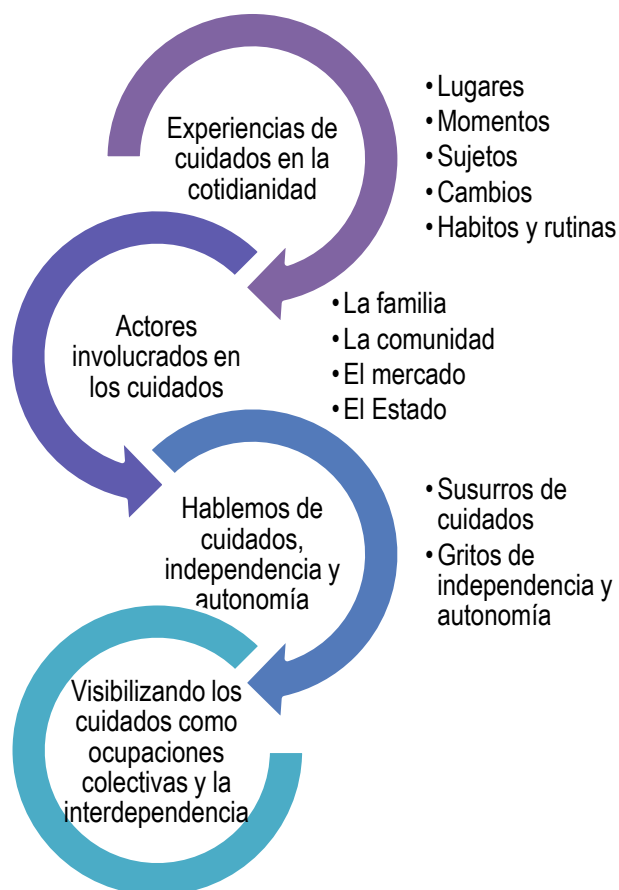 Experiencias de
cuidados en la
cotidianidad
• Lugares
• Momentos
• Sujetos
• Cambios
• Habitos y rutinas
Actores
involucrados en
los cuidados
• La familia
• La comunidad
• El mercado
• El Estado
Hablemos de
cuidados,
independencia y
autonomía
• Susurros de
cuidados
• Gritos de
independencia y
autonomía
Visibilizando los
cuidados como
ocupaciones
colectivas y la
interdependencia